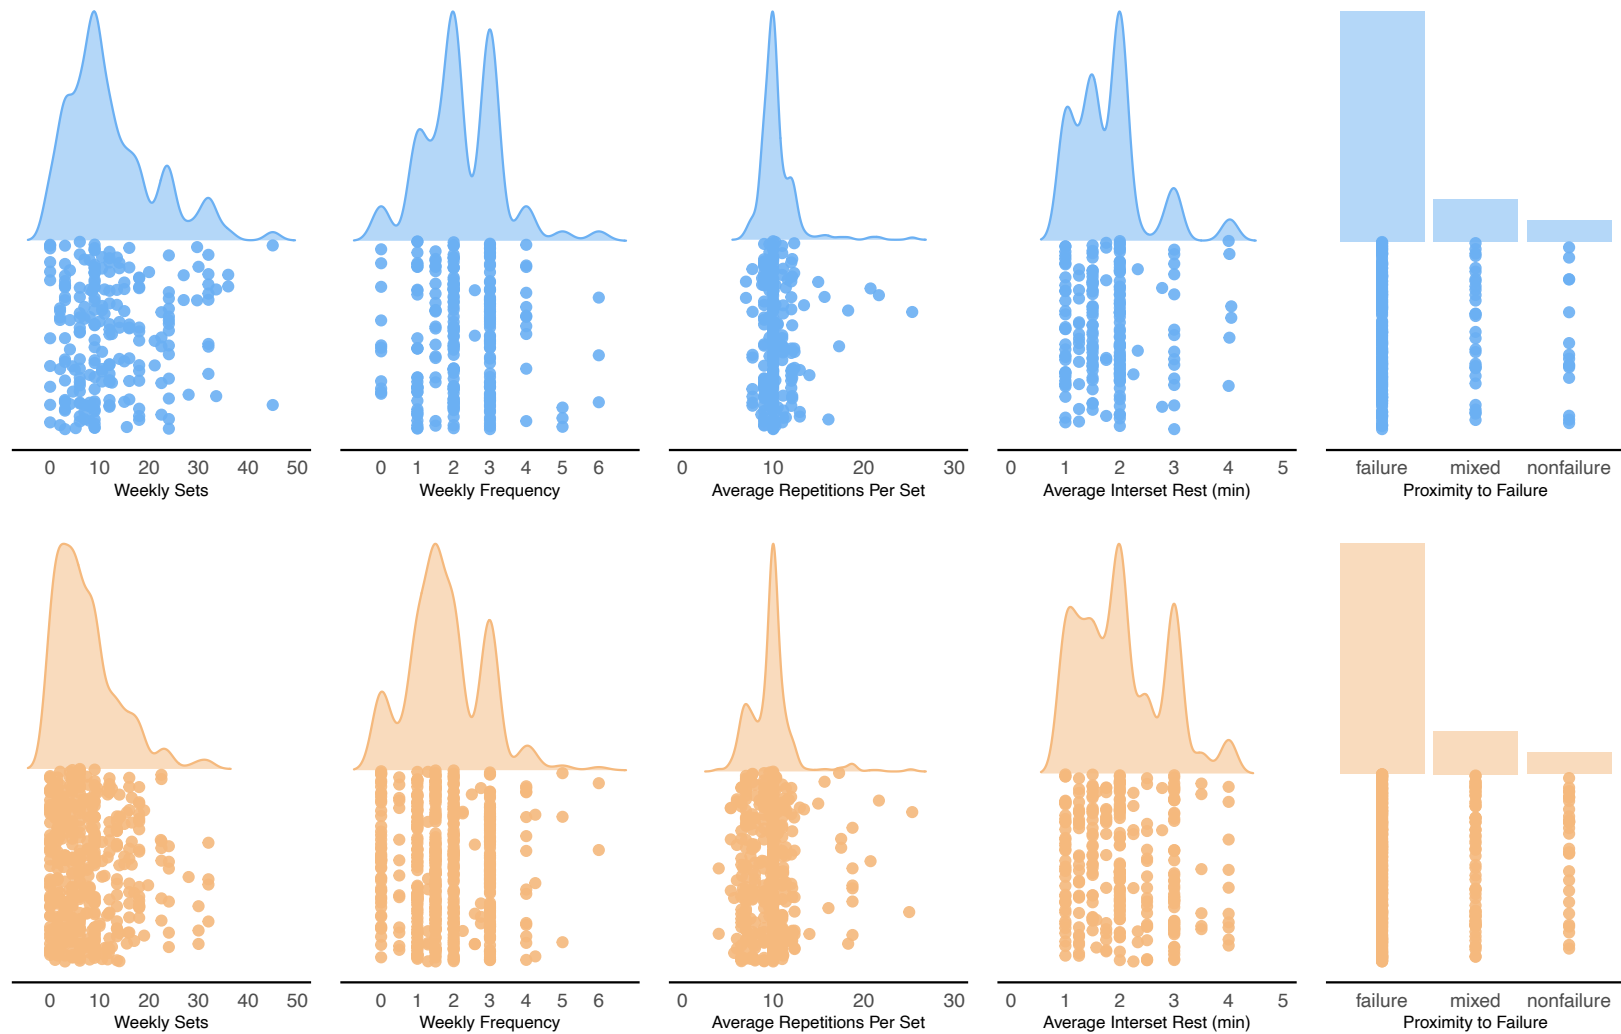 0 10 20 30 40 50
Weekly Sets
0 1 2 3 4 5 6
Weekly Frequency
0 10 20 30
Average Repetitions Per Set
0 1 2 3 4 5
Average Interset Rest (min)
failure mixed nonfailure
Proximity to Failure
0 10 20 30 40 50
Weekly Sets
0 1 2 3 4 5 6
Weekly Frequency
0 10 20 30
Average Repetitions Per Set
0 1 2 3 4 5
Average Interset Rest (min)
failure mixed nonfailure
Proximity to Failure